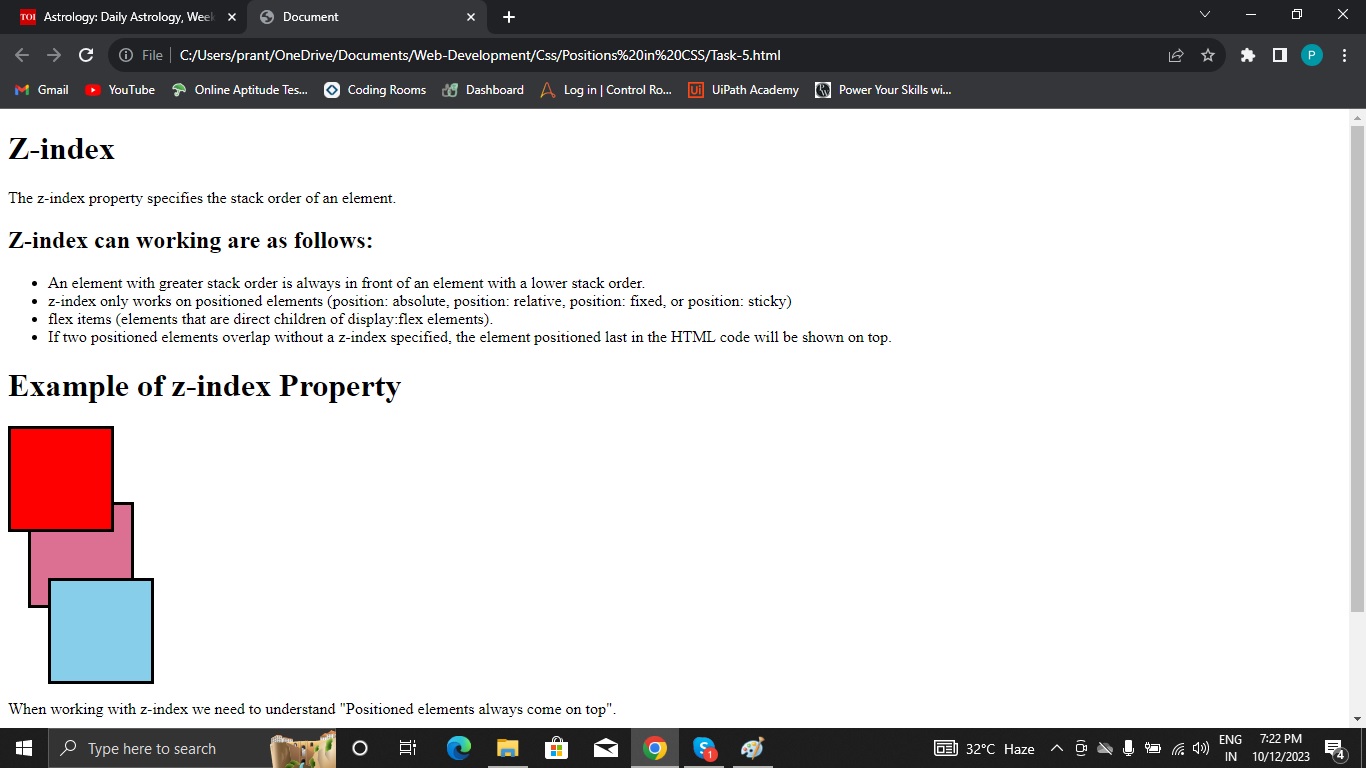 TOI Astrology: Daily Astrology, Week
Document
File C:/Users/prant/OneDrive/Documents/Web-Development/Css/Positions%20in%20CSS/Task-5.html P
Gmail YouTube Online Aptitude Tes... Coding Rooms Dashboard Log in | Control Ro... Ui UiPath Academy Power Your Skills wi...
Z-index
The z-index property specifies the stack order of an element.
Z-index can working are as follows:
• An element with greater stack order is always in front of an element with a lower stack order.
• z-index only works on positioned elements (position: absolute, position: relative, position: fixed, or position: sticky)
• flex items (elements that are direct children of display:flex elements).
• If two positioned elements overlap without a z-index specified, the element positioned last in the HTML code will be shown on top.
Example of z-index Property
When working with z-index we need to understand "Positioned elements always come on top".
Type here to search
S 1
32°C Haze
ENG
IN
7:22 PM
10/12/2023
4